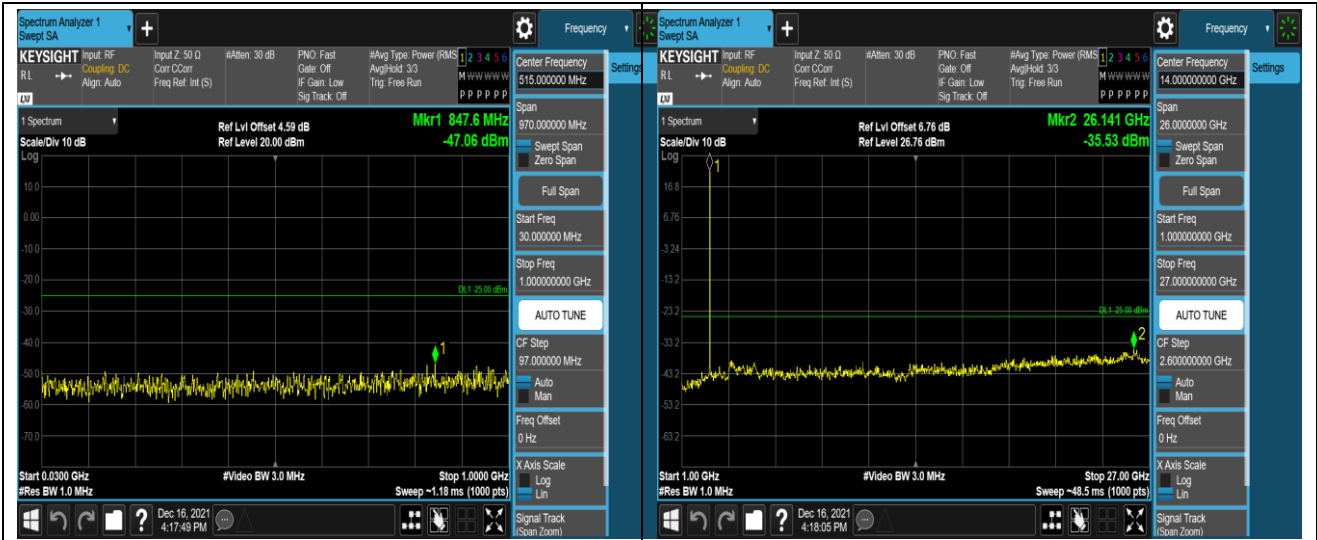 Spectrum Analyzer 1
Swept SA
+
Frequency
KEYSIGHT
RL
LXI
Input: RF
Coupling: DC
Align: Auto
Input Z: 50 Ω
Corr CCorr
Freq Ref: Int (S)
#Atten: 30 dB
PNO: Fast
Gate: Off
IF Gain: Low
Sig Track: Off
#Avg Type: Power (RMS
Avg|Hold: 3/3
Trig: Free Run
1 2 3 4 5 6
M W W W W W
P P P P P P
Center Frequency
515.000000 MHz
Settings
Span
970.000000 MHz
Swept Span
Zero Span
Full Span
Start Freq
30.000000 MHz
Stop Freq
1.000000000 GHz
AUTO TUNE
CF Step
97.000000 MHz
Auto
Man
Freq Offset
0 Hz
X Axis Scale
Log
Lin
Signal Track
(Span Zoom)
1 Spectrum
Scale/Div 10 dB
Log
Ref Lvl Offset 4.59 dB
Ref Level 20.00 dBm
Mkr1 847.6 MHz
-47.06 dBm
10.0
0.00
-10.0
-20.0
DL1 -25.00 dBm
-30.0
-40.0
1
-50.0
-60.0
-70.0
Start 0.0300 GHz
#Res BW 1.0 MHz
#Video BW 3.0 MHz
Stop 1.0000 GHz
Sweep ~1.18 ms (1000 pts)
?
Dec 16, 2021
4:17:49 PM
Spectrum Analyzer 1
Swept SA
+
Frequency
KEYSIGHT
RL
LXI
Input: RF
Coupling: DC
Align: Auto
Input Z: 50 Ω
Corr CCorr
Freq Ref: Int (S)
#Atten: 30 dB
PNO: Fast
Gate: Off
IF Gain: Low
Sig Track: Off
#Avg Type: Power (RMS
Avg|Hold: 3/3
Trig: Free Run
1 2 3 4 5 6
M W W W W W
P P P P P P
Center Frequency
14.000000000 GHz
Settings
Span
26.0000000 GHz
Swept Span
Zero Span
Full Span
Start Freq
1.000000000 GHz
Stop Freq
27.000000000 GHz
AUTO TUNE
CF Step
2.600000000 GHz
Auto
Man
Freq Offset
0 Hz
X Axis Scale
Log
Lin
Signal Track
(Span Zoom)
1 Spectrum
Scale/Div 10 dB
Log
Ref Lvl Offset 6.76 dB
Ref Level 26.76 dBm
Mkr2 26.141 GHz
-35.53 dBm
1
16.8
6.76
-3.24
-13.2
-23.2
DL1 -25.00 dBm
-33.2
2
-43.2
-53.2
-63.2
Start 1.00 GHz
#Res BW 1.0 MHz
#Video BW 3.0 MHz
Stop 27.00 GHz
Sweep ~48.5 ms (1000 pts)
?
Dec 16, 2021
4:18:05 PM